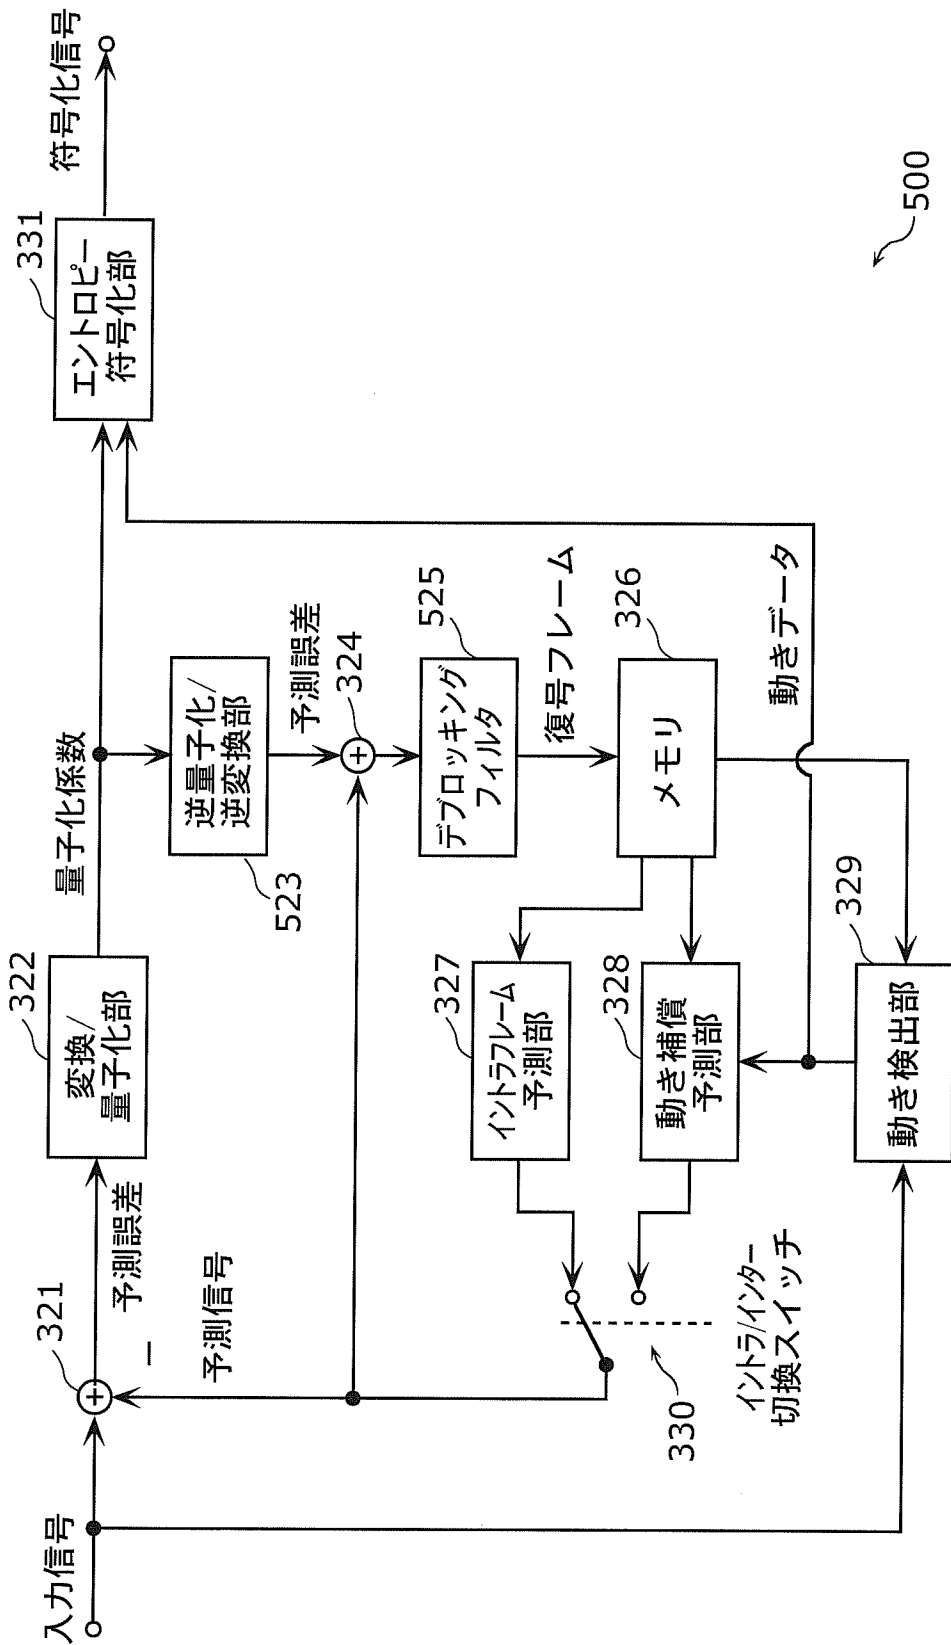 入力信号
321
予測誤差
−
予測信号
322
変換/
量子化部
量子化係数
331
エントロピー
符号化部
符号化信号
逆量子化/
逆変換部
523
予測誤差
324
525
デブロッキング
フィルタ
復号フレーム
326
メモリ
327
イントラフレーム
予測部
328
動き補償
予測部
329
動き検出部
動きデータ
330
イントラ/インター
切換スイッチ
500